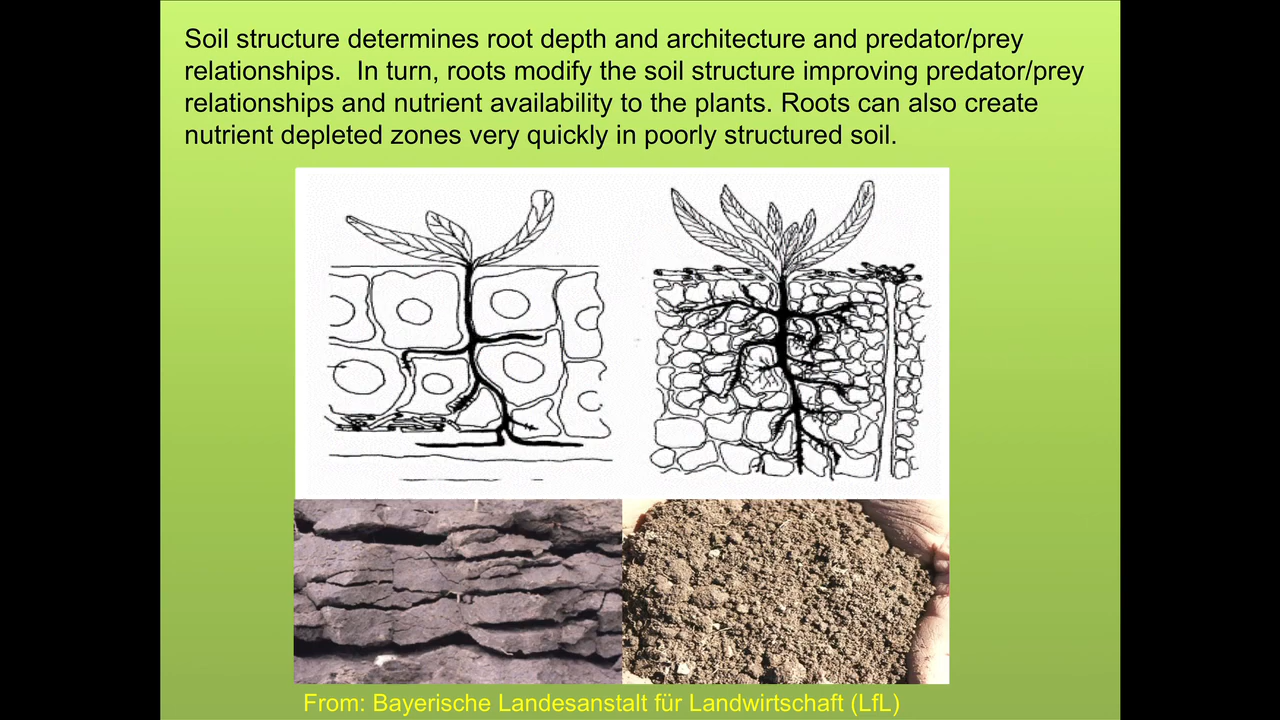 Soil structure determines root depth and architecture and predator/prey
relationships.  In turn, roots modify the soil structure improving predator/prey
relationships and nutrient availability to the plants. Roots can also create
nutrient depleted zones very quickly in poorly structured soil.
From: Bayerische Landesanstalt für Landwirtschaft (LfL)